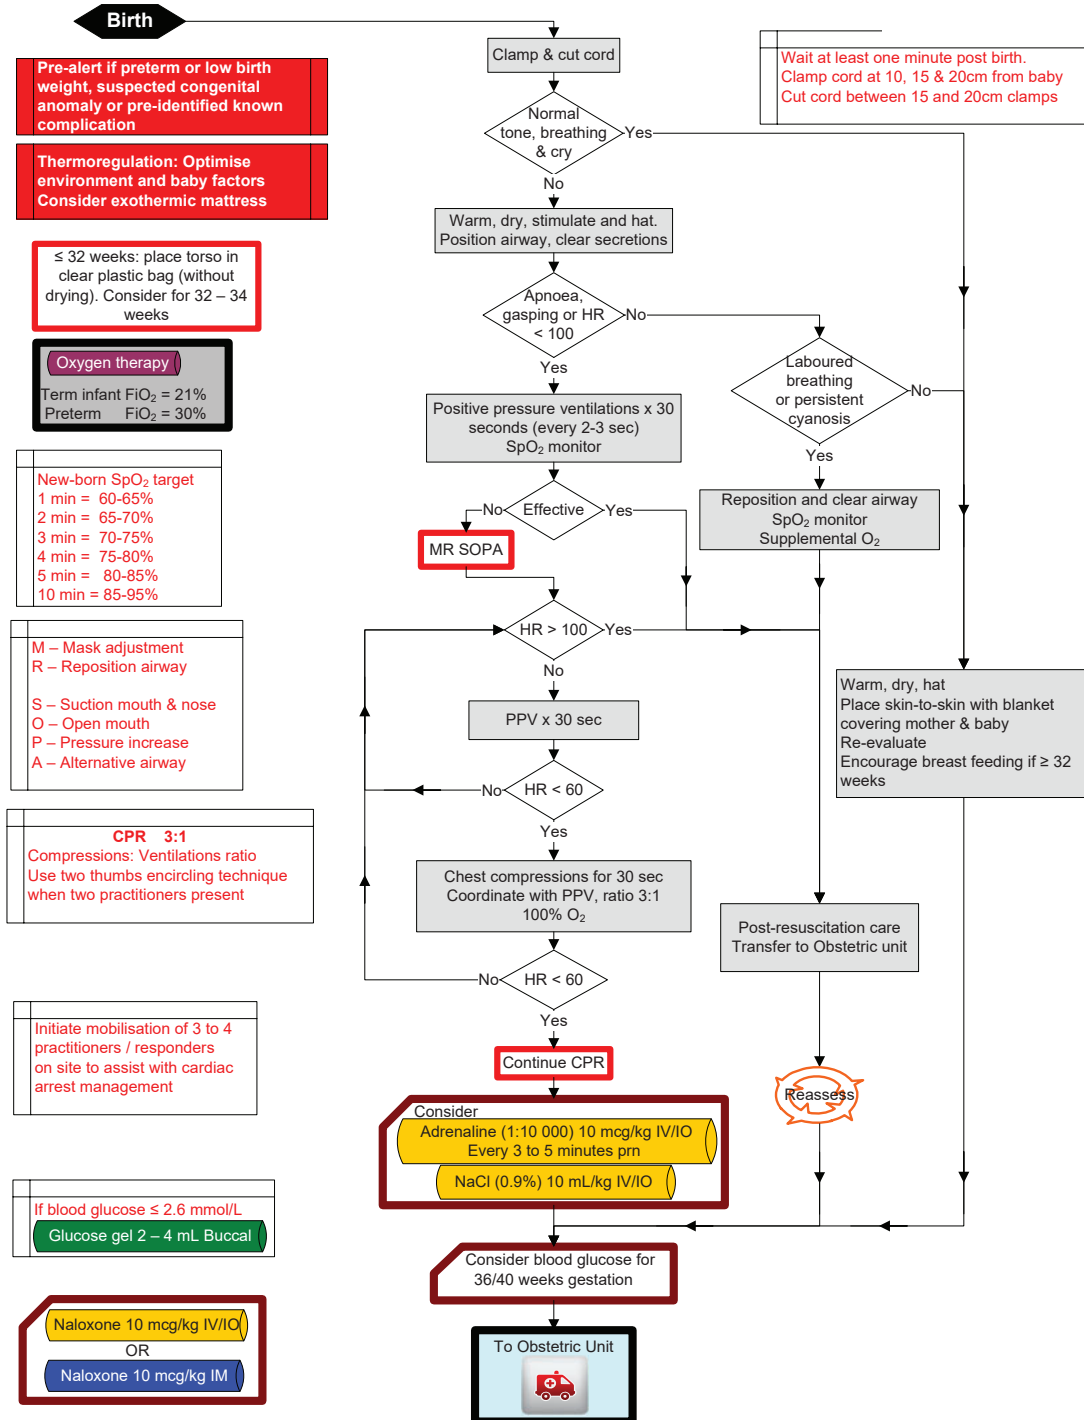 Birth
Clamp & cut cord
Wait at least one minute post birth.
Clamp cord at 10, 15 & 20cm from baby
Cut cord between 15 and 20cm clamps
Pre-alert if preterm or low birth
weight, suspected congenital
anomaly or pre-identified known
complication
Normal
tone, breathing
& cry
Yes
No
Thermoregulation: Optimise
environment and baby factors
Consider exothermic mattress
Warm, dry, stimulate and hat.
Position airway, clear secretions
≤ 32 weeks: place torso in
clear plastic bag (without
drying). Consider for 32 – 34
weeks
Apnoea,
gasping or HR
< 100
No
Yes
Oxygen therapy
Term infant FiO₂ = 21%
Preterm FiO₂ = 30%
Laboured
breathing
or persistent
cyanosis
No
Yes
Positive pressure ventilations x 30
seconds (every 2-3 sec)
SpO₂ monitor
New-born SpO₂ target
1 min = 60-65%
2 min = 65-70%
3 min = 70-75%
4 min = 75-80%
5 min = 80-85%
10 min = 85-95%
No
Effective
Yes
Reposition and clear airway
SpO₂ monitor
Supplemental O₂
MR SOPA
HR > 100
Yes
No
M – Mask adjustment
R – Reposition airway
S – Suction mouth & nose
O – Open mouth
P – Pressure increase
A – Alternative airway
Warm, dry, hat
Place skin-to-skin with blanket
covering mother & baby
Re-evaluate
Encourage breast feeding if ≥ 32
weeks
PPV x 30 sec
No
HR < 60
Yes
CPR 3:1
Compressions: Ventilations ratio
Use two thumbs encircling technique
when two practitioners present
Chest compressions for 30 sec
Coordinate with PPV, ratio 3:1
100% O₂
Post-resuscitation care
Transfer to Obstetric unit
No
HR < 60
Yes
Initiate mobilisation of 3 to 4
practitioners / responders
on site to assist with cardiac
arrest management
Continue CPR
Reassess
Consider
Adrenaline (1:10 000) 10 mcg/kg IV/IO
Every 3 to 5 minutes prn
NaCl (0.9%) 10 mL/kg IV/IO
If blood glucose ≤ 2.6 mmol/L
Glucose gel 2 – 4 mL Buccal
Consider blood glucose for
36/40 weeks gestation
Naloxone 10 mcg/kg IV/IO
OR
Naloxone 10 mcg/kg IM
To Obstetric Unit